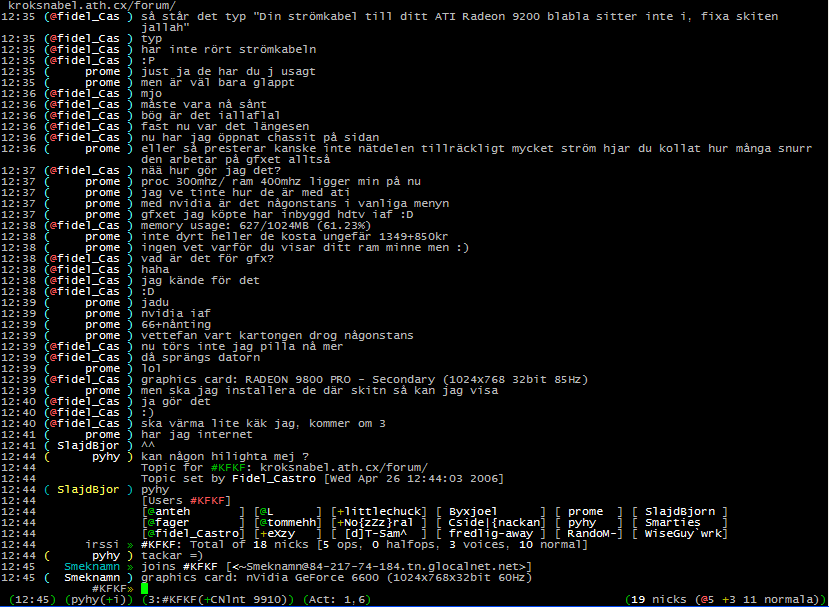 kroksnabel.ath.cx/forum/
12:35 (@fidel_Cas ) så står det typ "Din strömkabel till ditt ATI Radeon 9200 blabla sitter inte i, fixa skiten
jallah"
12:35 (@fidel_Cas ) typ
12:35 (@fidel_Cas ) har inte rört strömkabeln
12:35 (@fidel_Cas ) :P
12:35 ( prome ) just ja de har du j usagt
12:35 ( prome ) men är väl bara glappt
12:36 (@fidel_Cas ) mjo
12:36 (@fidel_Cas ) måste vara nå sånt
12:36 (@fidel_Cas ) bög är det iallaflal
12:36 (@fidel_Cas ) fast nu var det längesen
12:36 (@fidel_Cas ) nu har jag öppnat chassit på sidan
12:36 ( prome ) eller så presterar kanske inte nätdelen tillräckligt mycket ström hjar du kollat hur många snurr
den arbetar på gfxet alltså
12:37 (@fidel_Cas ) nää hur gör jag det?
12:37 ( prome ) proc 300mhz/ ram 400mhz ligger min på nu
12:37 ( prome ) jag ve tinte hur de är med ati
12:37 ( prome ) med nvidia är det någonstans i vanliga menyn
12:37 ( prome ) gfxet jag köpte har inbyggd hdtv iaf :D
12:38 (@fidel_Cas ) memory usage: 627/1024MB (61.23%)
12:38 ( prome ) inte dyrt heller de kosta ungefär 1349+850kr
12:38 ( prome ) ingen vet varför du visar ditt ram minne men :)
12:38 (@fidel_Cas ) vad är det för gfx?
12:38 (@fidel_Cas ) haha
12:38 (@fidel_Cas ) jag kände för det
12:38 (@fidel_Cas ) :D
12:39 ( prome ) jadu
12:39 ( prome ) nvidia iaf
12:39 ( prome ) 66+nånting
12:39 ( prome ) vettefan vart kartongen drog någonstans
12:39 (@fidel_Cas ) nu törs inte jag pilla nå mer
12:39 (@fidel_Cas ) då sprängs datorn
12:39 ( prome ) lol
12:39 (@fidel_Cas ) graphics card: RADEON 9800 PRO - Secondary (1024x768 32bit 85Hz)
12:39 ( prome ) men ska jag installera de där skitn så kan jag visa
12:40 (@fidel_Cas ) ja gör det
12:40 (@fidel_Cas ) :)
12:40 (@fidel_Cas ) ska värma lite käk jag, kommer om 3
12:41 ( prome ) har jag internet
12:41 ( SlajdBjor ) ^^
12:44 ( pyhy ) kan någon hilighta mej ?
12:44 Topic for #KFKF: kroksnabel.ath.cx/forum/
12:44 Topic set by Fidel_Castro [Wed Apr 26 12:44:03 2006]
12:44 ( SlajdBjor ) pyhy
12:44 [Users #KFKF]
12:44 [@anteh ] [@L ] [+littlechuck] [ Byxjoel ] [ prome ] [ SlajdBjorn ]
12:44 [@fager ] [@tommehh] [+No{zZz}ral ] [ Cside|{nackan] [ pyhy ] [ Smarties ]
12:44 [@fidel_Castro] [+eXzy ] [ [d]T-Sam^ ] [ fredlig-away ] [ RandoM-] [ WiseGuy`wrk]
12:44 irssi » #KFKF: Total of 18 nicks [5 ops, 0 halfops, 3 voices, 10 normal]
12:44 ( pyhy ) tackar =)
12:45 Smeknamn » joins #KFKF [<~Smeknamn@84-217-74-184.tn.glocalnet.net>]
12:45 ( Smeknamn ) graphics card: nVidia GeForce 6600 (1024x768x32bit 60Hz)
#KFKF»
(12:45) (pyhy(+i)) (3:#KFKF(+CNlnt 9910)) (Act: 1,6) (19 nicks (@5 +3 11 normala))